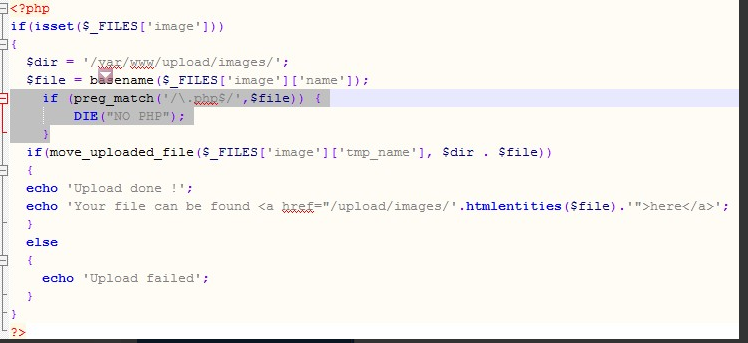 <?php
if(isset($_FILES['image']))
{
$dir = '/var/www/upload/images/';
$file = basename($_FILES['image']['name']);
if (preg_match('/\.php$/',$file)) {
DIE("NO PHP");
}
if(move_uploaded_file($_FILES['image']['tmp_name'], $dir . $file))
{
echo 'Upload done !';
echo 'Your file can be found <a href="/upload/images/'.htmlentities($file).'">here</a>';
}
else
{
echo 'Upload failed';
}
}
?>